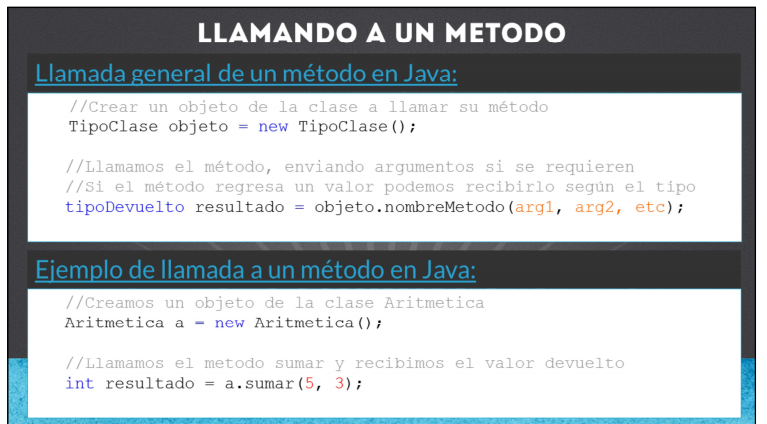 LLAMANDO A UN METODO
Llamada general de un método en Java:
//Crear un objeto de la clase a llamar su método
TipoClase objeto = new TipoClase();
//Llamamos el método, enviando argumentos si se requieren
//Si el método regresa un valor podemos recibirlo según el tipo
tipoDevuelto resultado = objeto.nombreMetodo(arg1, arg2, etc);
Ejemplo de llamada a un método en Java:
//Creamos un objeto de la clase Aritmetica
Aritmetica a = new Aritmetica();
//Llamamos el metodo sumar y recibimos el valor devuelto
int resultado = a.sumar(5, 3);